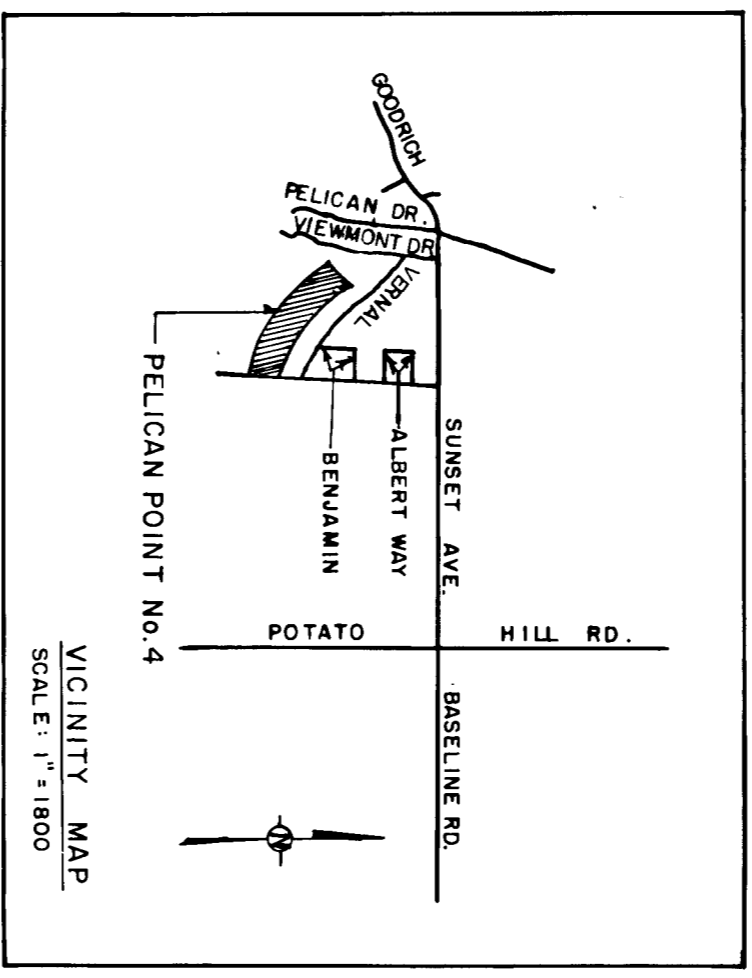 GOODRICH
PELICAN DR.
VIEWMONT DR
VERNAL
SUNSET AVE.
ALBERT WAY
BENJAMIN
PELICAN POINT No. 4
POTATO HILL RD.
BASELINE RD.
N
VICINITY MAP
SCALE: 1" = 1800